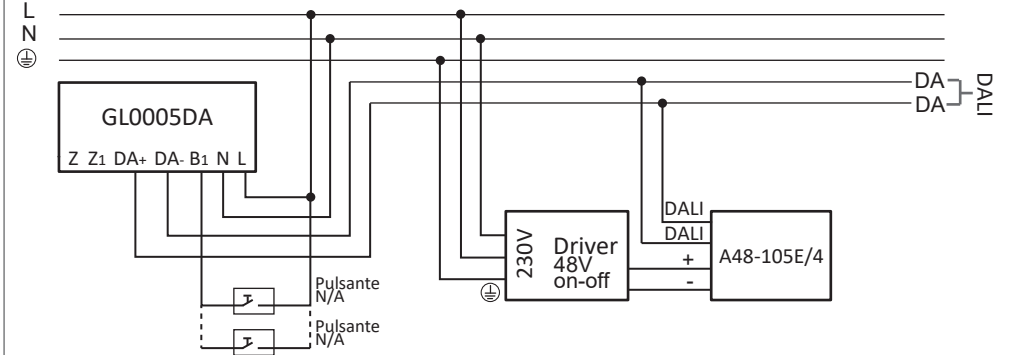 L
N
DA
DA
DALI
GL0005DA
Z Z1 DA+ DA- B1 N L
DALI
DALI
+
-
230V
Driver
48V
on-off
A48-105E/4
Pulsante
N/A
Pulsante
N/A